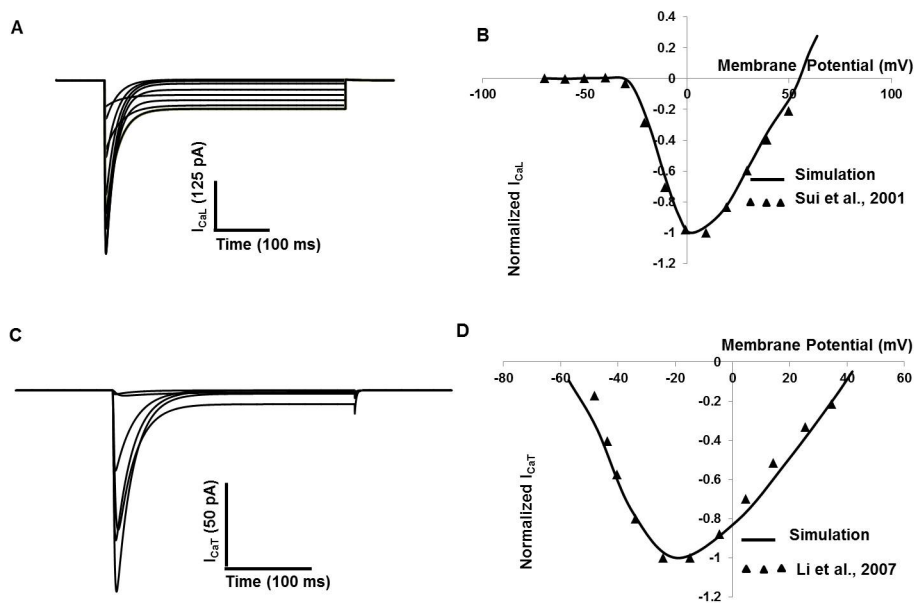 A
I_CaL (125 pA)
Time (100 ms)
B
0.4
0.2
Membrane Potential (mV)
0
-100
-50
0
50
100
-0.2
-0.4
-0.6
-0.8
-1
-1.2
Normalized I_CaL
Simulation
Sui et al., 2001
C
I_CaT (50 pA)
Time (100 ms)
D
Membrane Potential (mV)
0
-80
-60
-40
-20
0
20
40
60
-0.2
-0.4
-0.6
-0.8
-1
-1.2
Normalized I_CaT
Simulation
Li et al., 2007